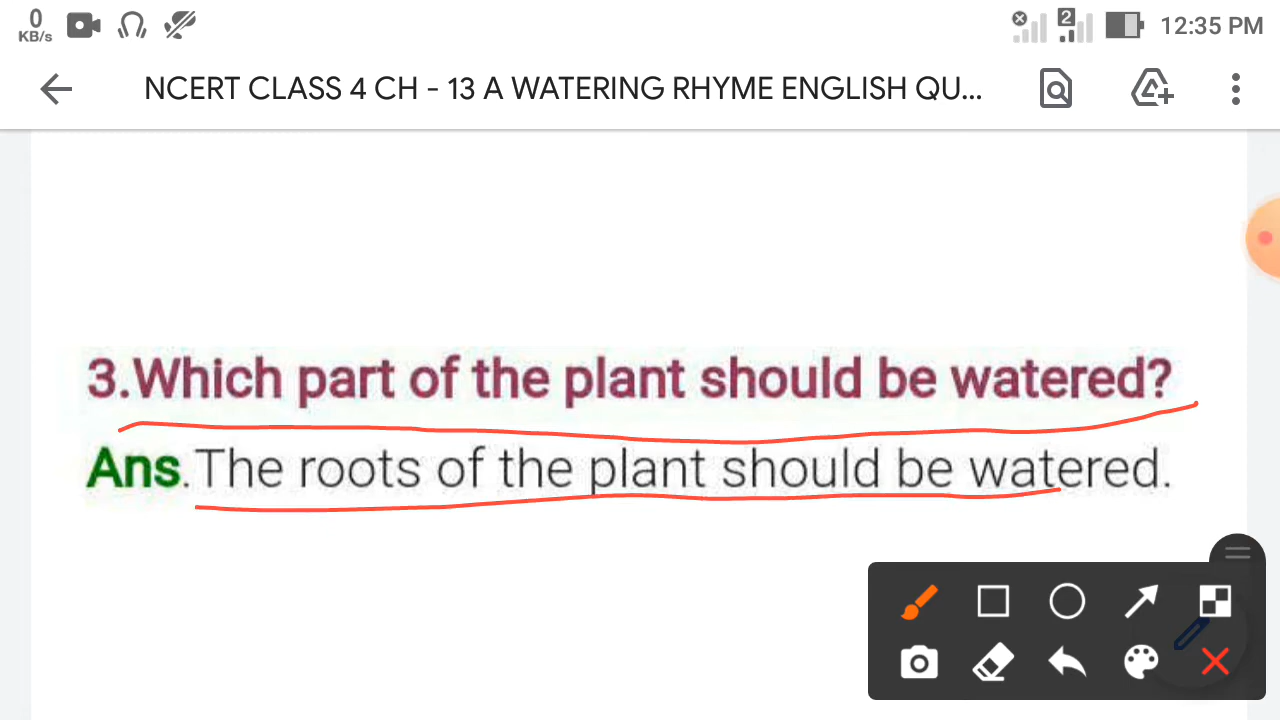 0
KB/s
2
12:35 PM
NCERT CLASS 4 CH - 13 A WATERING RHYME ENGLISH QU...
3.Which part of the plant should be watered?
Ans.The roots of the plant should be watered.